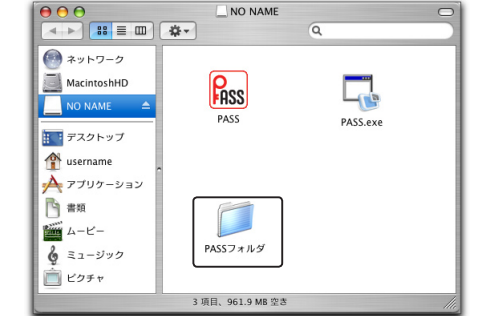 NO NAME
ネットワーク
MacintoshHD
NO NAME
デスクトップ
username
アプリケーション
書類
ムービー
ミュージック
ピクチャ
PASS
PASS
PASS.exe
PASSフォルダ
3 項目、961.9 MB 空き